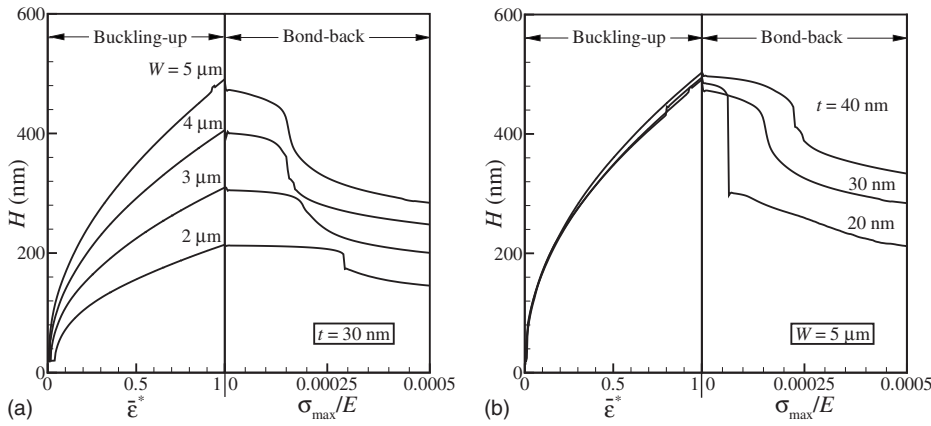 600
Buckling-up
Bond-back
W = 5 μm
4 μm
3 μm
2 μm
400
200
0
H (nm)
t = 30 nm
0
0.5
1
0
0.00025
0.0005
(a)
ε̄*
σmax/E
600
Buckling-up
Bond-back
t = 40 nm
30 nm
20 nm
400
200
0
H (nm)
W = 5 μm
0
0.5
1
0
0.00025
0.0005
(b)
ε̄*
σmax/E